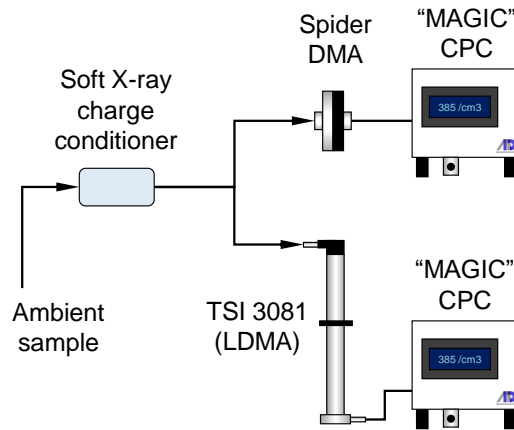 Spider
DMA
“MAGIC”
CPC
Soft X-ray
charge
conditioner
385 /cm3
Ambient
sample
TSI 3081
(LDMA)
“MAGIC”
CPC
385 /cm3